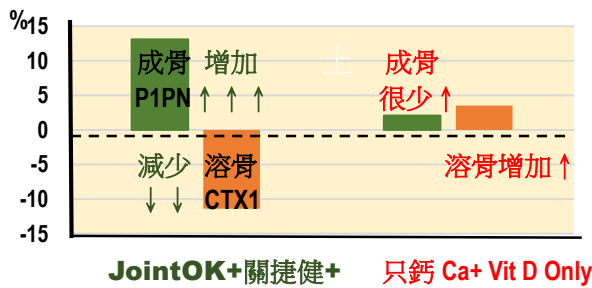 %
15
10
5
0
-5
-10
-15
成骨 增加
P1PN ↑ ↑ ↑
減少 溶骨
↓ ↓ CTX1
土
成骨
很少 ↑
溶骨增加 ↑
JointOK+關捷健+
只鈣 Ca+ Vit D Only